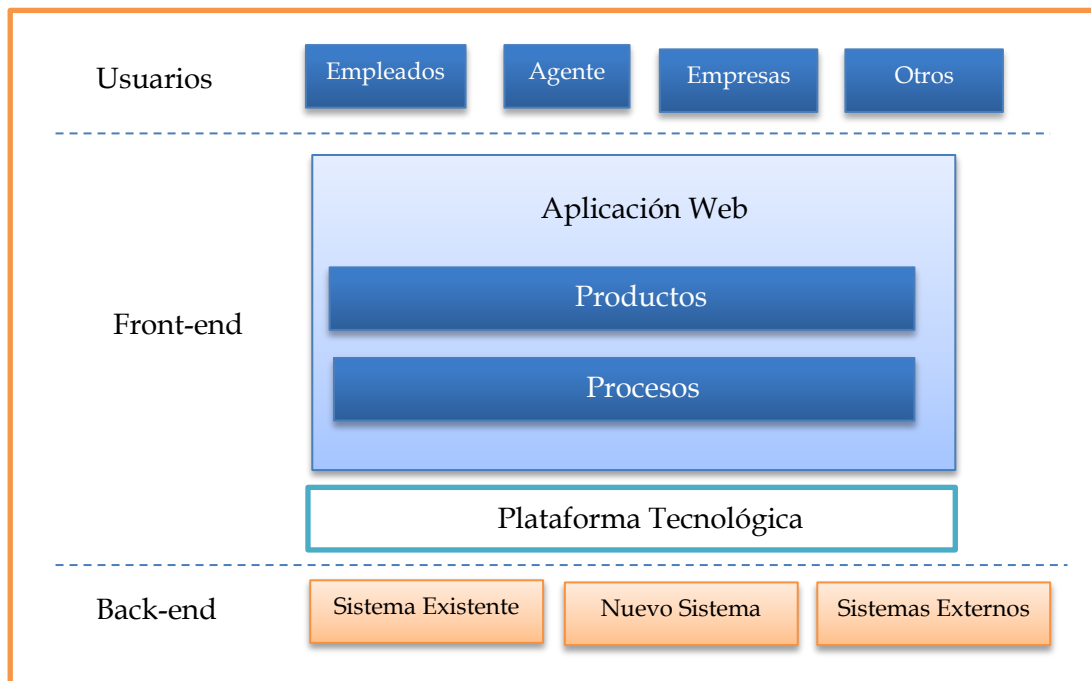 Usuarios
Empleados
Agente
Empresas
Otros
Front-end
Aplicación Web
Productos
Procesos
Plataforma Tecnológica
Back-end
Sistema Existente
Nuevo Sistema
Sistemas Externos